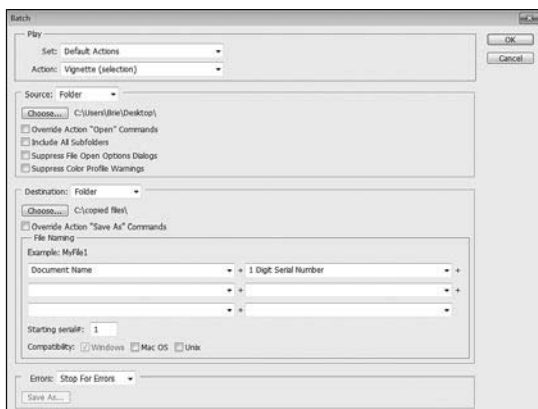 Batch
Play
Set: Default Actions
Action: Vignette (selection)
OK
Cancel
Source: Folder
Choose... C:\Users\Brie\Desktop\
Override Action "Open" Commands
Include All Subfolders
Suppress File Open Options Dialogs
Suppress Color Profile Warnings
Destination: Folder
Choose... C:\copied files\
Override Action "Save As" Commands
File Naming
Example: MyFile1
Document Name + 1 Digit Serial Number +
+ +
+
Starting serial#: 1
Compatibility: Windows Mac OS Unix
Errors: Stop For Errors
Save As...